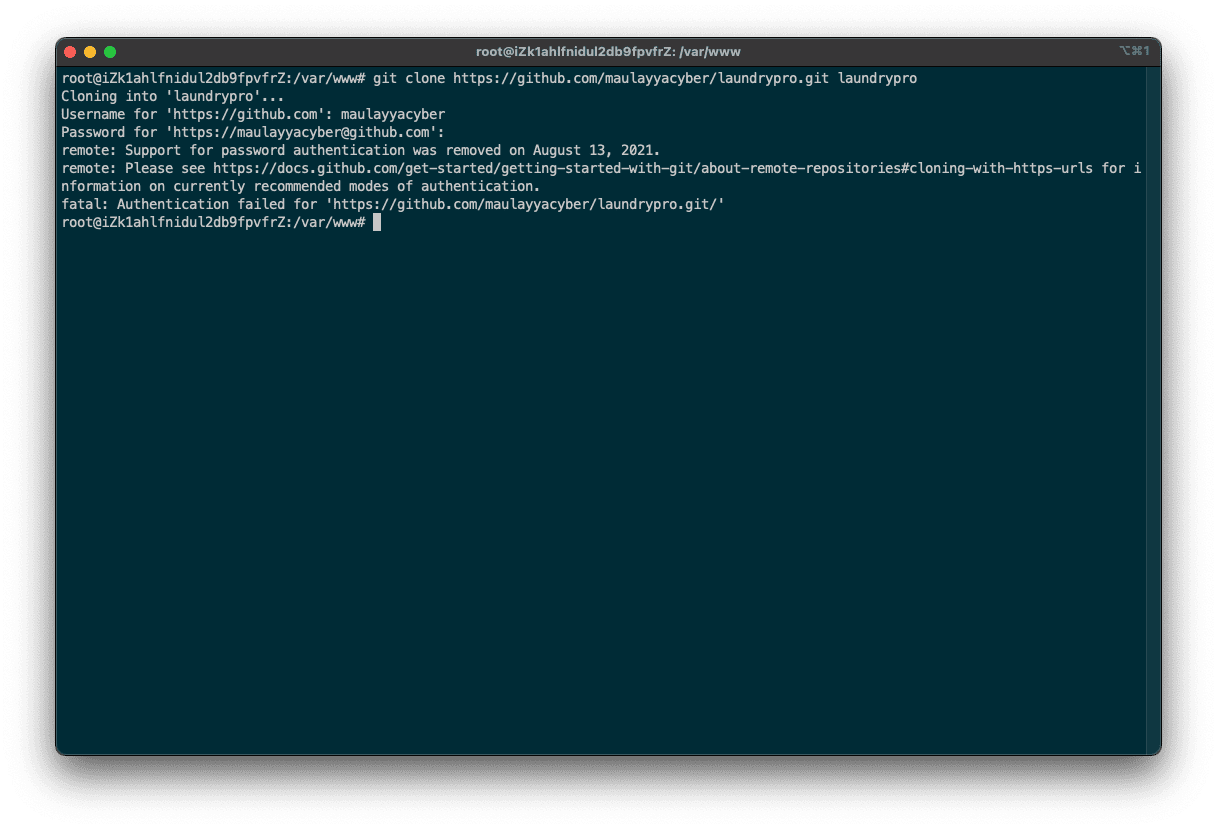 root@iZk1ahlfnidul2db9fpvfrZ: /var/www
⌥⌘1
root@iZk1ahlfnidul2db9fpvfrZ:/var/www# git clone https://github.com/maulayyacyber/laundrypro.git laundrypro
Cloning into 'laundrypro'...
Username for 'https://github.com': maulayyacyber
Password for 'https://maulayyacyber@github.com':
remote: Support for password authentication was removed on August 13, 2021.
remote: Please see https://docs.github.com/get-started/getting-started-with-git/about-remote-repositories#cloning-with-https-urls for i
nformation on currently recommended modes of authentication.
fatal: Authentication failed for 'https://github.com/maulayyacyber/laundrypro.git/'
root@iZk1ahlfnidul2db9fpvfrZ:/var/www#